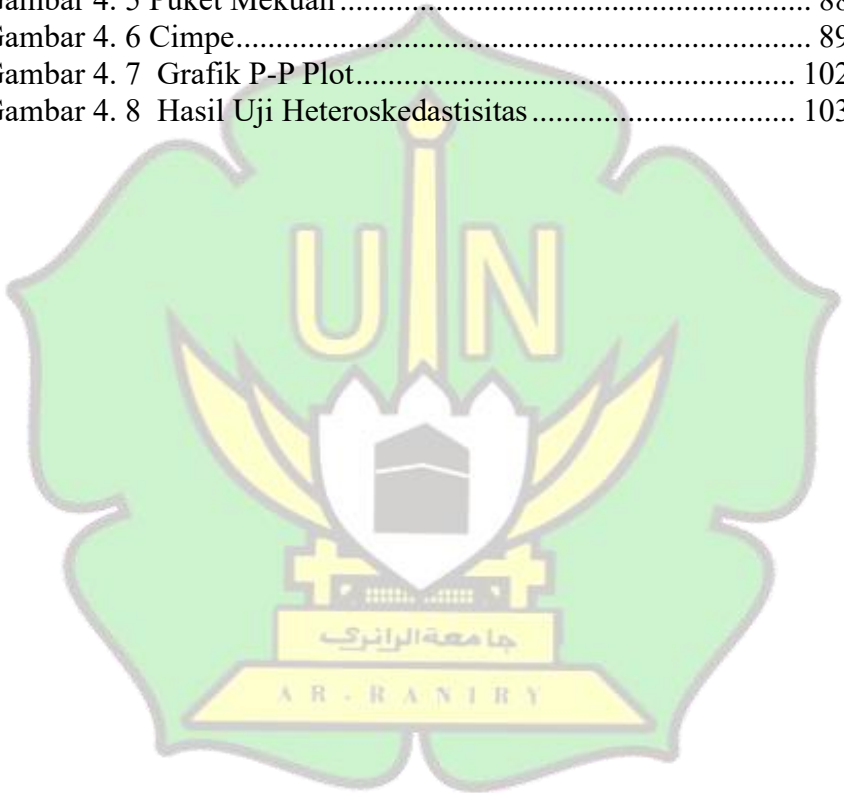 Gambar 4. 5 Puket Mekuah.......................................................... 88
Gambar 4. 6 Cimpe....................................................................... 89
Gambar 4. 7  Grafik P-P Plot....................................................... 102
Gambar 4. 8  Hasil Uji Heteroskedastisitas................................. 103
UIN
جامعة الرانري
AR-RANIRY